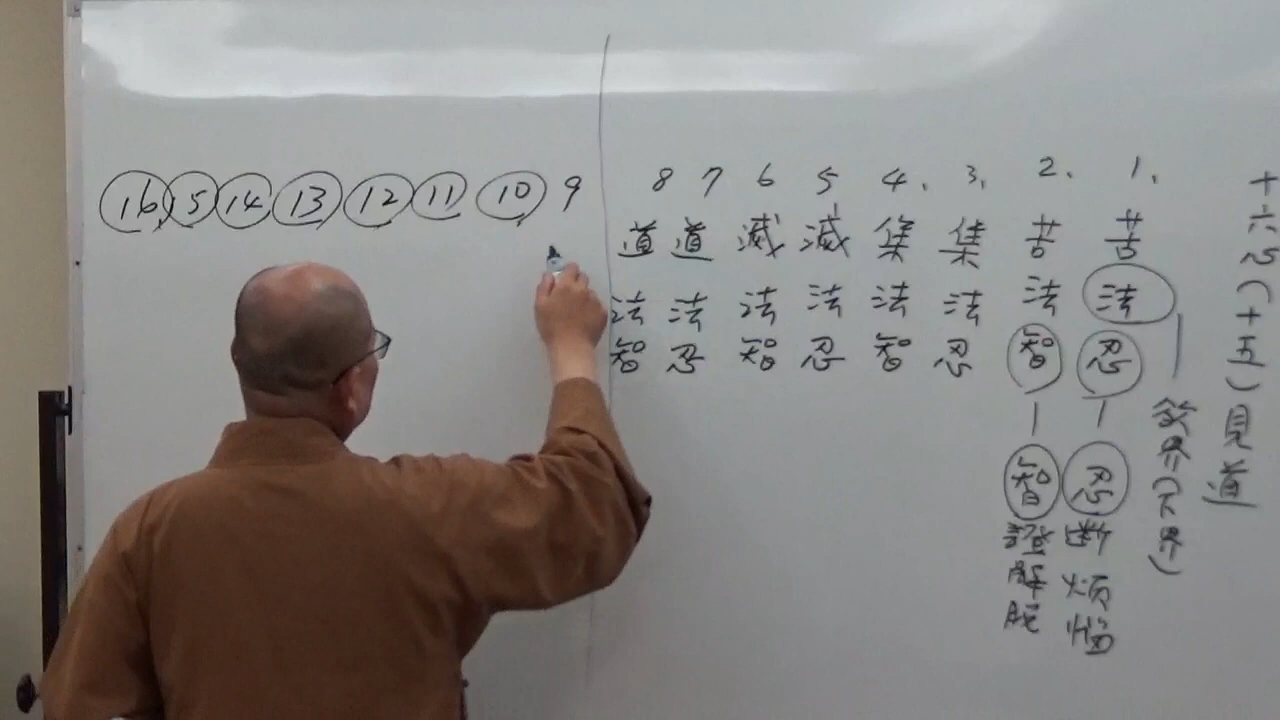 十六心(十五)見道
1. 苦法忍
忍斷煩惱
欲界(下界)
2. 苦法智
智證解脫
3. 集法忍
4. 集法智
5 滅法忍
6 滅法智
7 道法忍
8 道法智
9
10
11
12
13
14
15
16